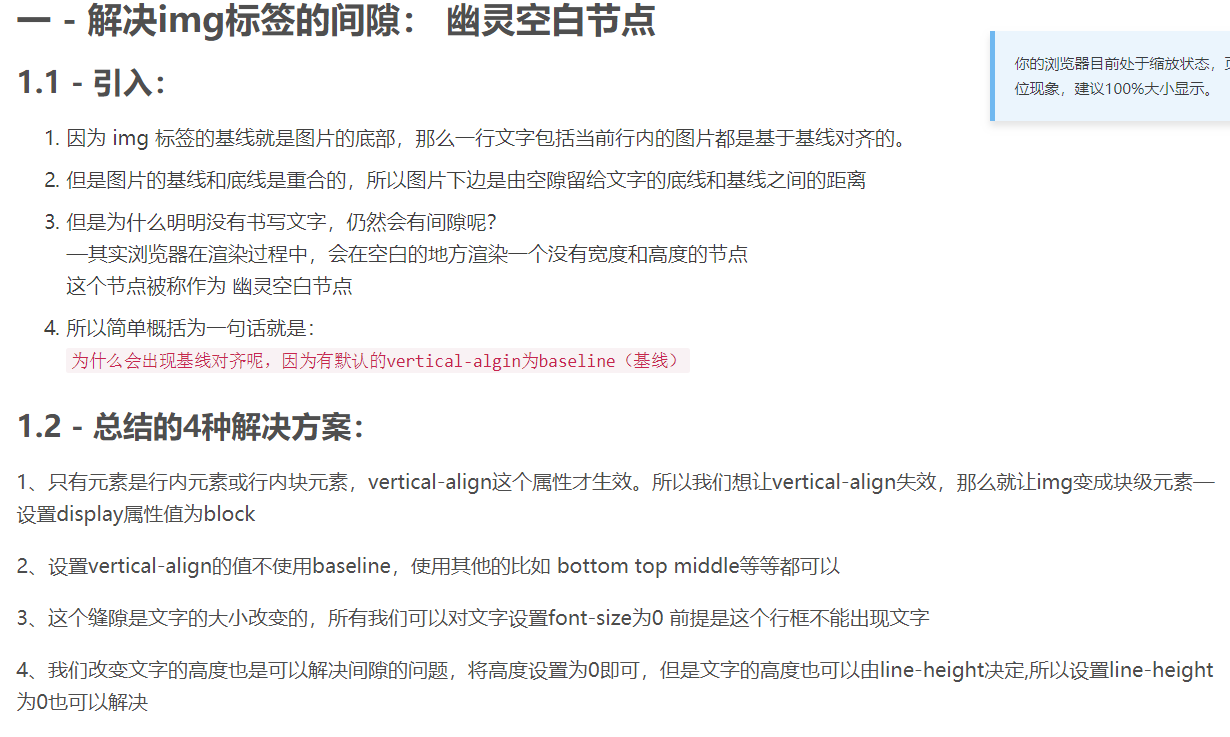 一 - 解决img标签的间隙： 幽灵空白节点
1.1 - 引入：
你的浏览器目前处于缩放状态，
位现象，建议100%大小显示。
1. 因为 img 标签的基线就是图片的底部，那么一行文字包括当前行内的图片都是基于基线对齐的。
2. 但是图片的基线和底线是重合的，所以图片下边是由空隙留给文字的底线和基线之间的距离
3. 但是为什么明明没有书写文字，仍然会有间隙呢？
—其实浏览器在渲染过程中，会在空白的地方渲染一个没有宽度和高度的节点
这个节点被称作为 幽灵空白节点
4. 所以简单概括为一句话就是：
为什么会出现基线对齐呢，因为有默认的vertical-algin为baseline（基线）
1.2 - 总结的4种解决方案：
1、只有元素是行内元素或行内块元素，vertical-align这个属性才生效。所以我们想让vertical-align失效，那么就让img变成块级元素—
设置display属性值为block
2、设置vertical-align的值不使用baseline，使用其他的比如 bottom top middle等等都可以
3、这个缝隙是文字的大小改变的，所有我们可以对文字设置font-size为0 前提是这个行框不能出现文字
4、我们改变文字的高度也是可以解决间隙的问题，将高度设置为0即可，但是文字的高度也可以由line-height决定,所以设置line-height
为0也可以解决